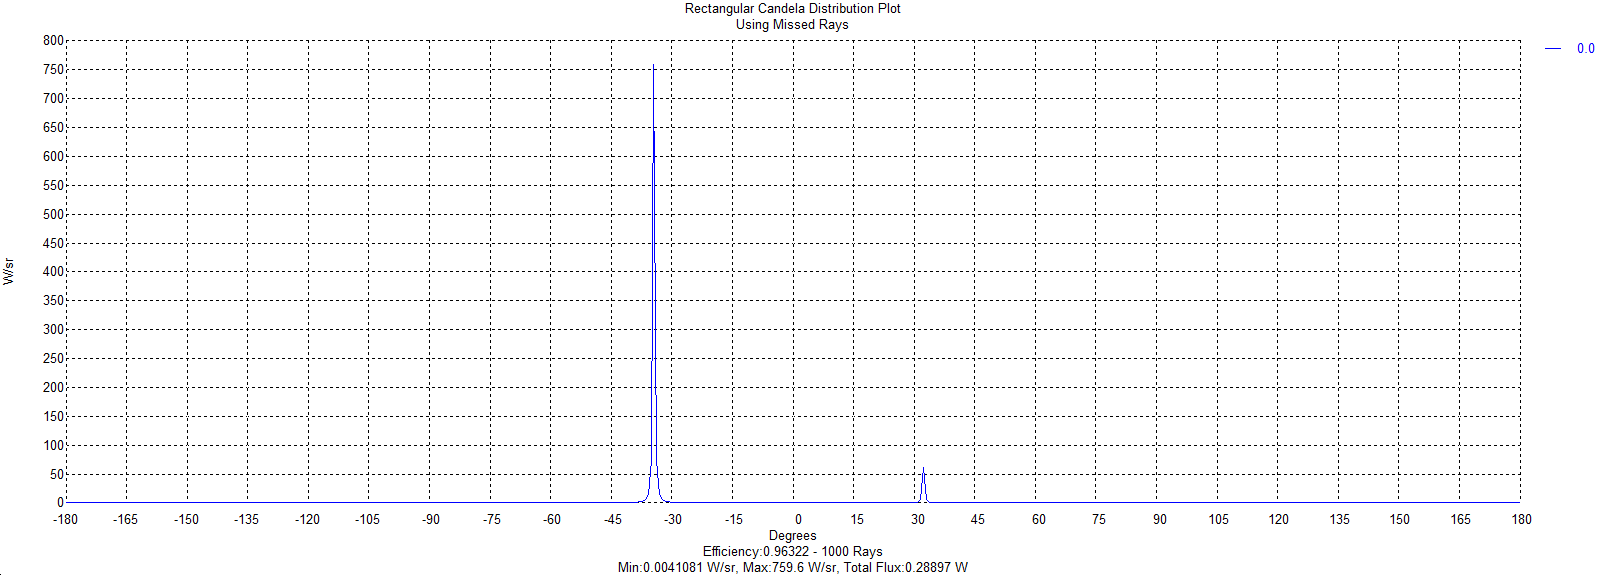 Rectangular Candela Distribution Plot
Using Missed Rays
800
750
700
650
600
550
500
450
400
350
300
250
200
150
100
50
0
W/sr
-180 -165 -150 -135 -120 -105 -90 -75 -60 -45 -30 -15 0 15 30 45 60 75 90 105 120 135 150 165 180
Degrees
Efficiency:0.96322 - 1000 Rays
Min:0.0041081 W/sr, Max:759.6 W/sr, Total Flux:0.28897 W
0.0